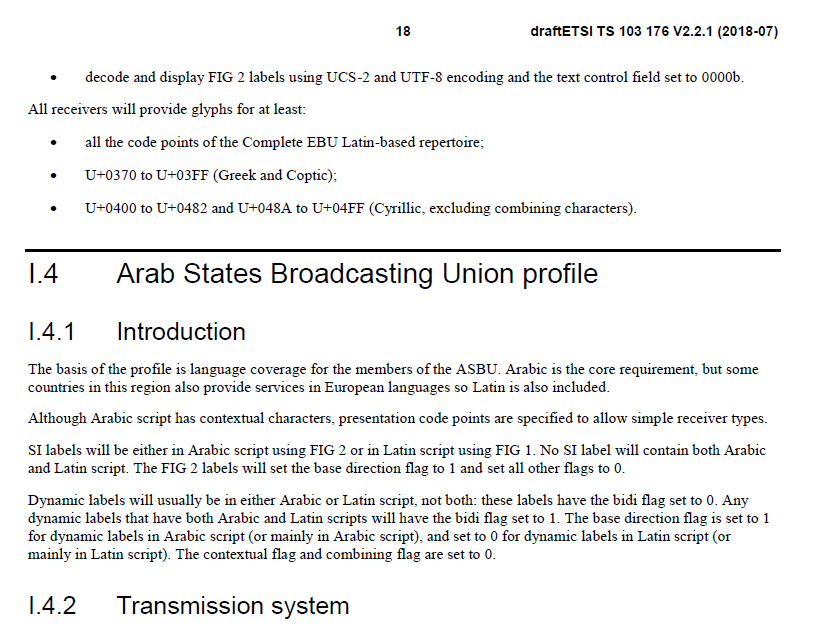 18 draftETSI TS 103 176 V2.2.1 (2018-07)
• decode and display FIG 2 labels using UCS-2 and UTF-8 encoding and the text control field set to 0000b.
All receivers will provide glyphs for at least:
• all the code points of the Complete EBU Latin-based repertoire;
• U+0370 to U+03FF (Greek and Coptic);
• U+0400 to U+0482 and U+048A to U+04FF (Cyrillic, excluding combining characters).
I.4 Arab States Broadcasting Union profile
I.4.1 Introduction
The basis of the profile is language coverage for the members of the ASBU. Arabic is the core requirement, but some
countries in this region also provide services in European languages so Latin is also included.
Although Arabic script has contextual characters, presentation code points are specified to allow simple receiver types.
SI labels will be either in Arabic script using FIG 2 or in Latin script using FIG 1. No SI label will contain both Arabic
and Latin script. The FIG 2 labels will set the base direction flag to 1 and set all other flags to 0.
Dynamic labels will usually be in either Arabic or Latin script, not both: these labels have the bidi flag set to 0. Any
dynamic labels that have both Arabic and Latin scripts will have the bidi flag set to 1. The base direction flag is set to 1
for dynamic labels in Arabic script (or mainly in Arabic script), and set to 0 for dynamic labels in Latin script (or
mainly in Latin script). The contextual flag and combining flag are set to 0.
I.4.2 Transmission system